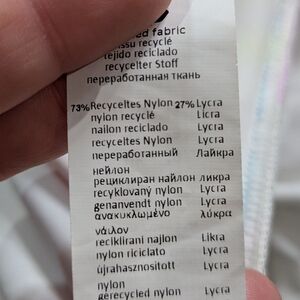 fabric
tissu recyclé
tejido reciclado
recycelter Stoff
переработанная ткань
73% Recyceltes Nylon 27% Lycra
nylon recyclé Licra
nailon reciclado Lycra
recyceltes Nylon Lycra
переработанный Лайкра
нейлон
рециклиран найлон ликра
recyklovaný nylon Lycra
genanvendt nylon Lycra
ανακυκλωμένο λύκρα
νάιλον
reciklirani najlon Likra
nylon riciclato Lycra
újrahasznosított Lycra
nylon
gerecycled nylon Lycra